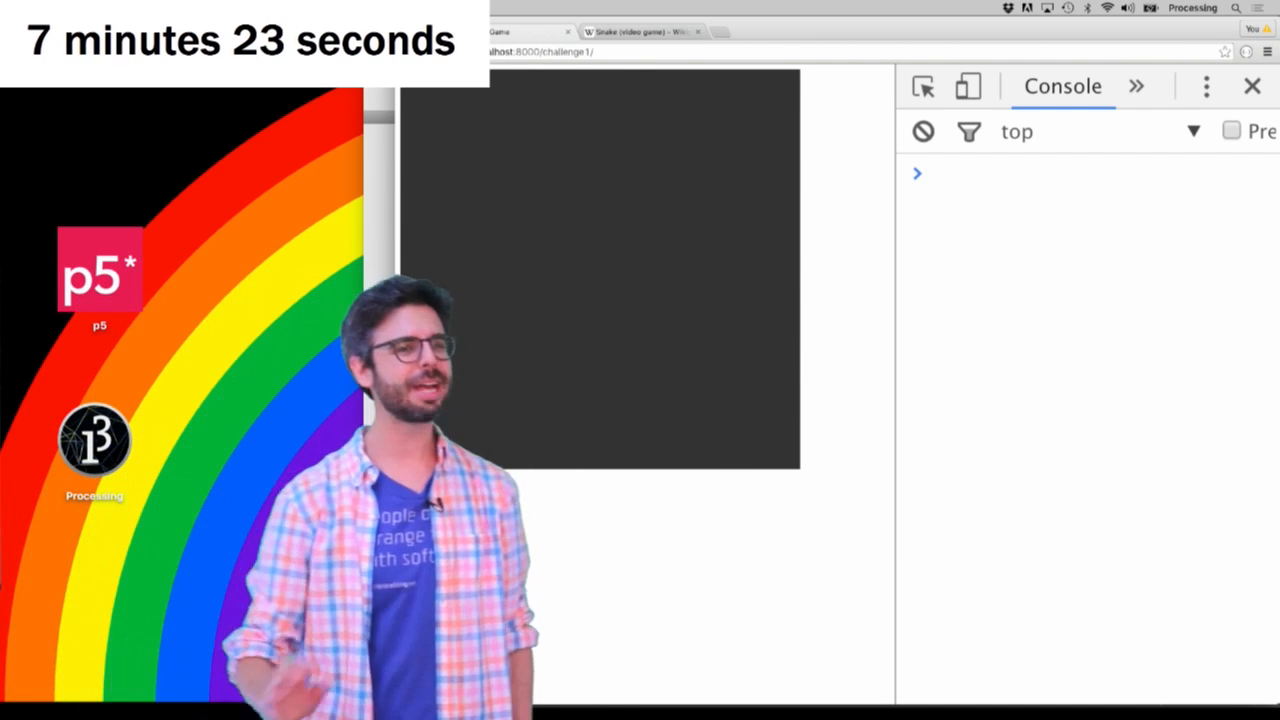 7 minutes 23 seconds
Processing
Game
Snake (video game) - Wiki
You
alhost:8000/challenge1/
Console
top
Pre
p5*
p5
Processing
ople
range
ith soft